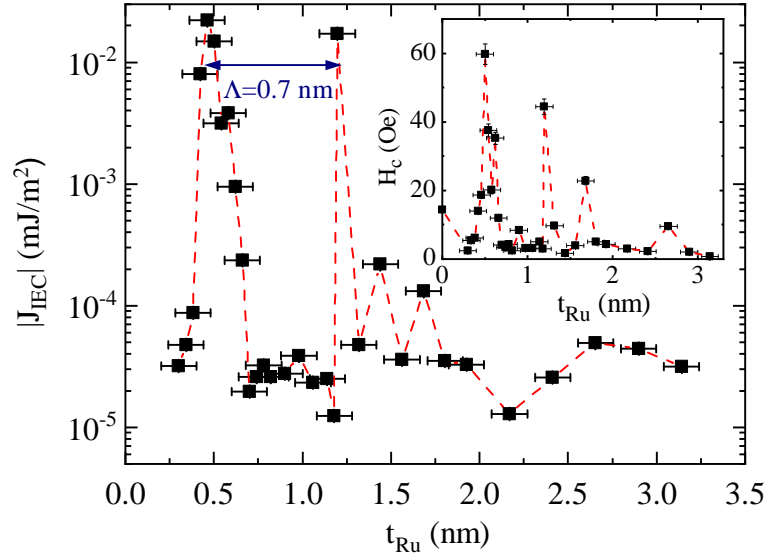 |J_IEC| (mJ/m²)
10⁻²
10⁻³
10⁻⁴
10⁻⁵
Λ=0.7 nm
0.0 0.5 1.0 1.5 2.0 2.5 3.0 3.5
t_Ru (nm)
H_c (Oe)
60
40
20
0
0 1 2 3
t_Ru (nm)